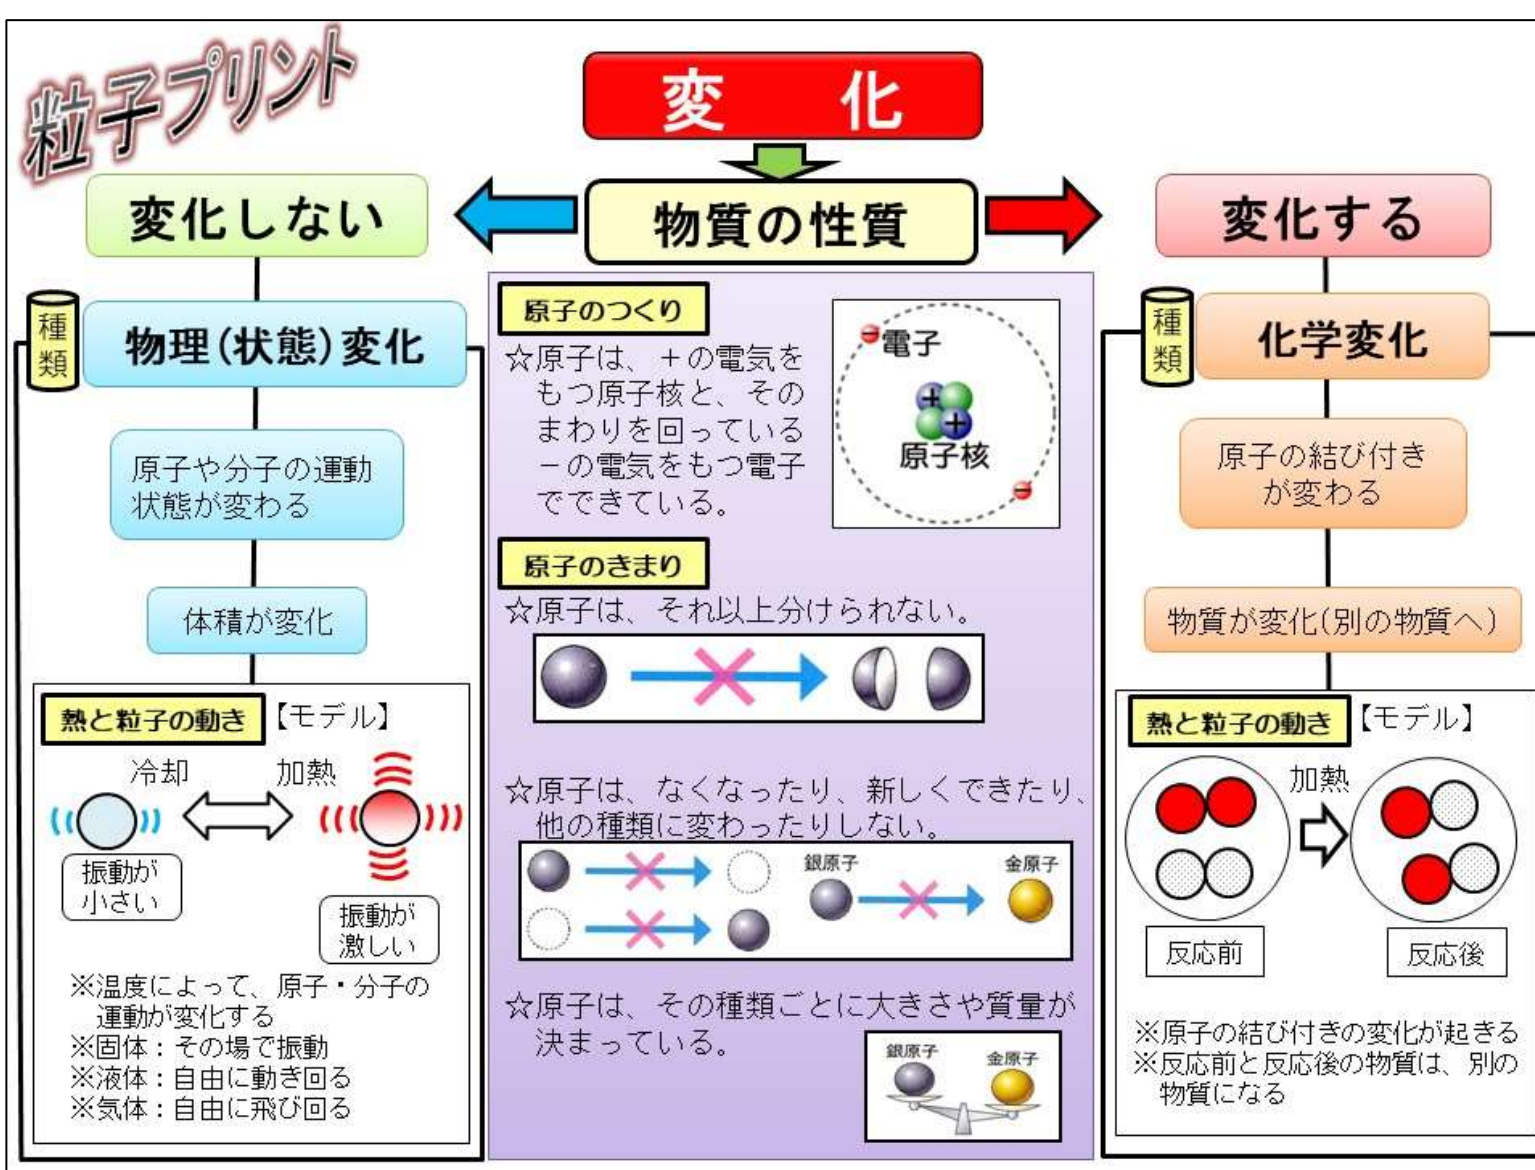 粒子プリント
変 化
変化しない
物質の性質
変化する
種類
物理(状態)変化
原子や分子の運動
状態が変わる
体積が変化
熱と粒子の動き
【モデル】
冷却
加熱
振動が
小さい
振動が
激しい
※温度によって、原子・分子の
運動が変化する
※固体：その場で振動
※液体：自由に動き回る
※気体：自由に飛び回る
原子のつくり
☆原子は、＋の電気を
もつ原子核と、その
まわりを回っている
－の電気をもつ電子
でできている。
電子
原子核
原子のきまり
☆原子は、それ以上分けられない。
☆原子は、なくなったり、新しくできたり、
他の種類に変わったりしない。
銀原子
金原子
☆原子は、その種類ごとに大きさや質量が
決まっている。
銀原子
金原子
種類
化学変化
原子の結び付き
が変わる
物質が変化(別の物質へ)
熱と粒子の動き
【モデル】
加熱
反応前
反応後
※原子の結び付きの変化が起きる
※反応前と反応後の物質は、別の
物質になる